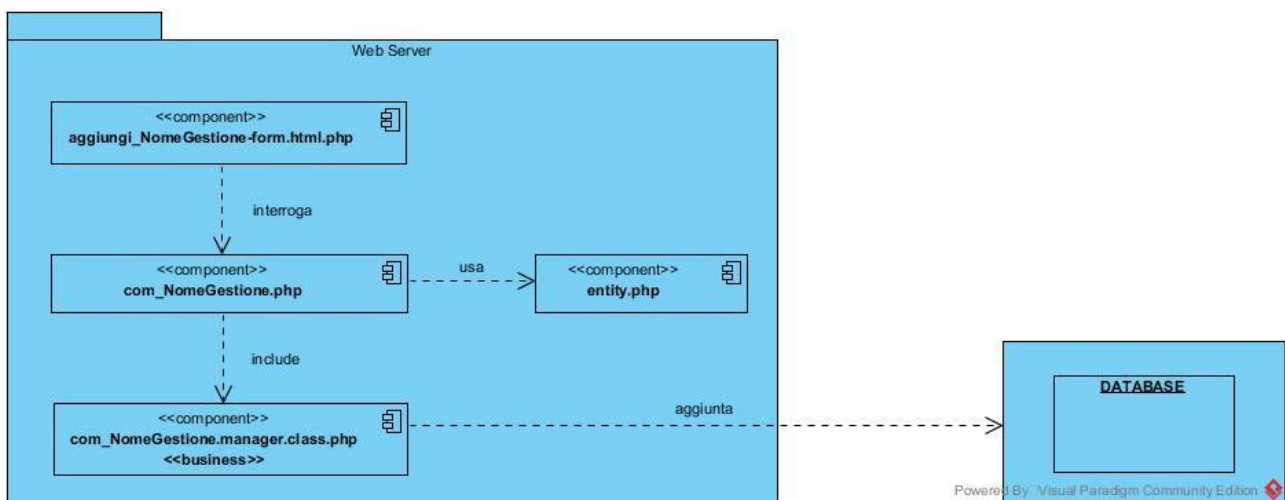 Web Server
<<component>>
aggiungi_NomeGestione-form.html.php
interroga
<<component>>
com_NomeGestione.php
usa
<<component>>
entity.php
include
<<component>>
com_NomeGestione.manager.class.php
<<business>>
aggiunta
DATABASE
Powered By Visual Paradigm Community Edition